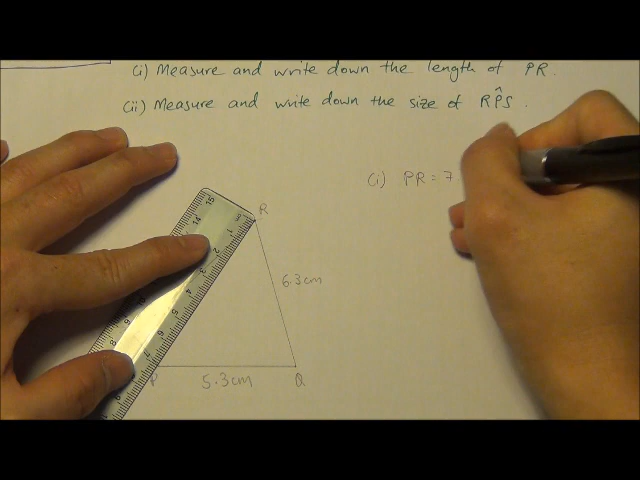 (i) Measure and write down the length of PR.
(ii) Measure and write down the size of RP̂S.
(i) PR = 7.
R
6.3cm
P
5.3cm
Q